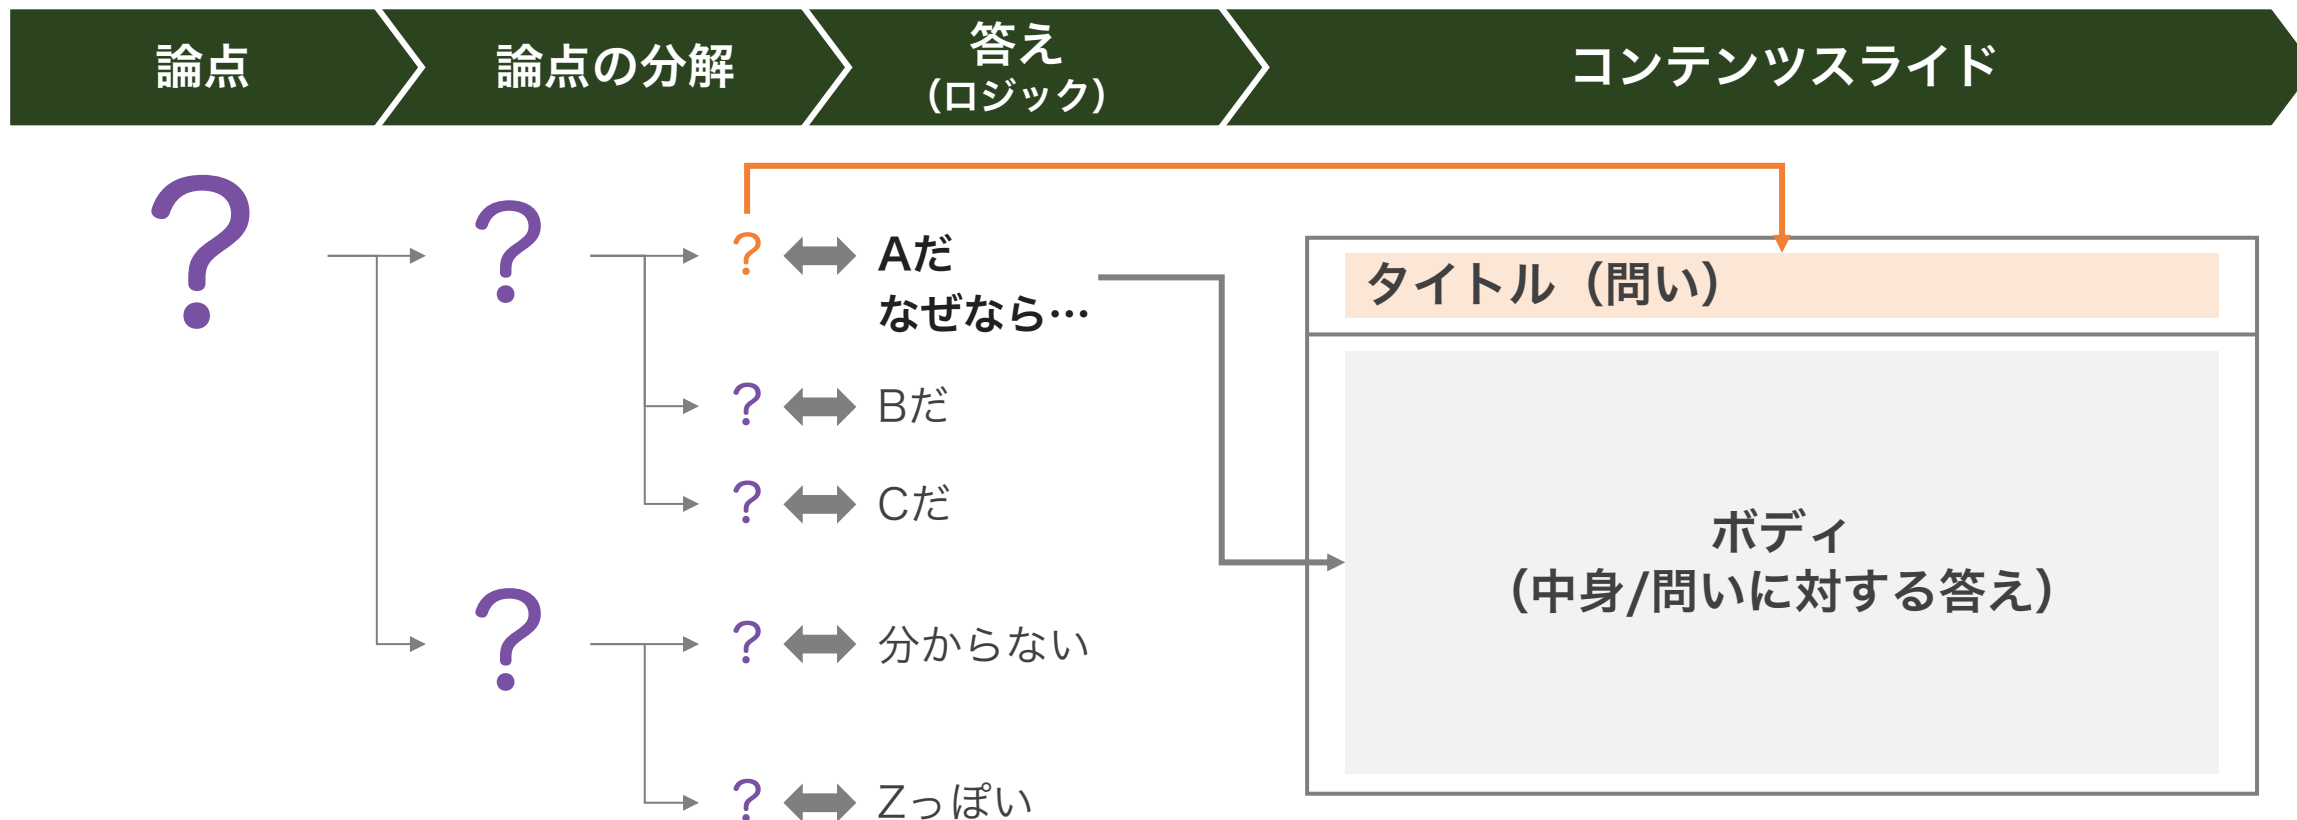 論点
論点の分解
答え
(ロジック)
コンテンツスライド
?
?
?
Aだ
なぜなら…
?
Bだ
?
Cだ
?
?
分からない
?
Zっぽい
タイトル（問い）
ボディ
（中身/問いに対する答え）